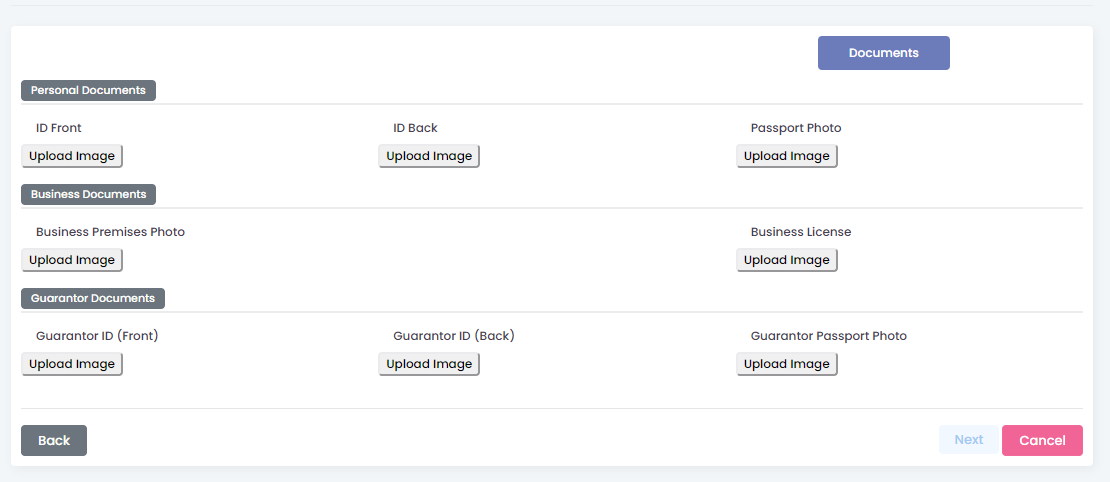 Documents
Personal Documents
ID Front ID Back Passport Photo
Upload Image Upload Image Upload Image
Business Documents
Business Premises Photo Business License
Upload Image Upload Image
Guarantor Documents
Guarantor ID (Front) Guarantor ID (Back) Guarantor Passport Photo
Upload Image Upload Image Upload Image
Back Next Cancel